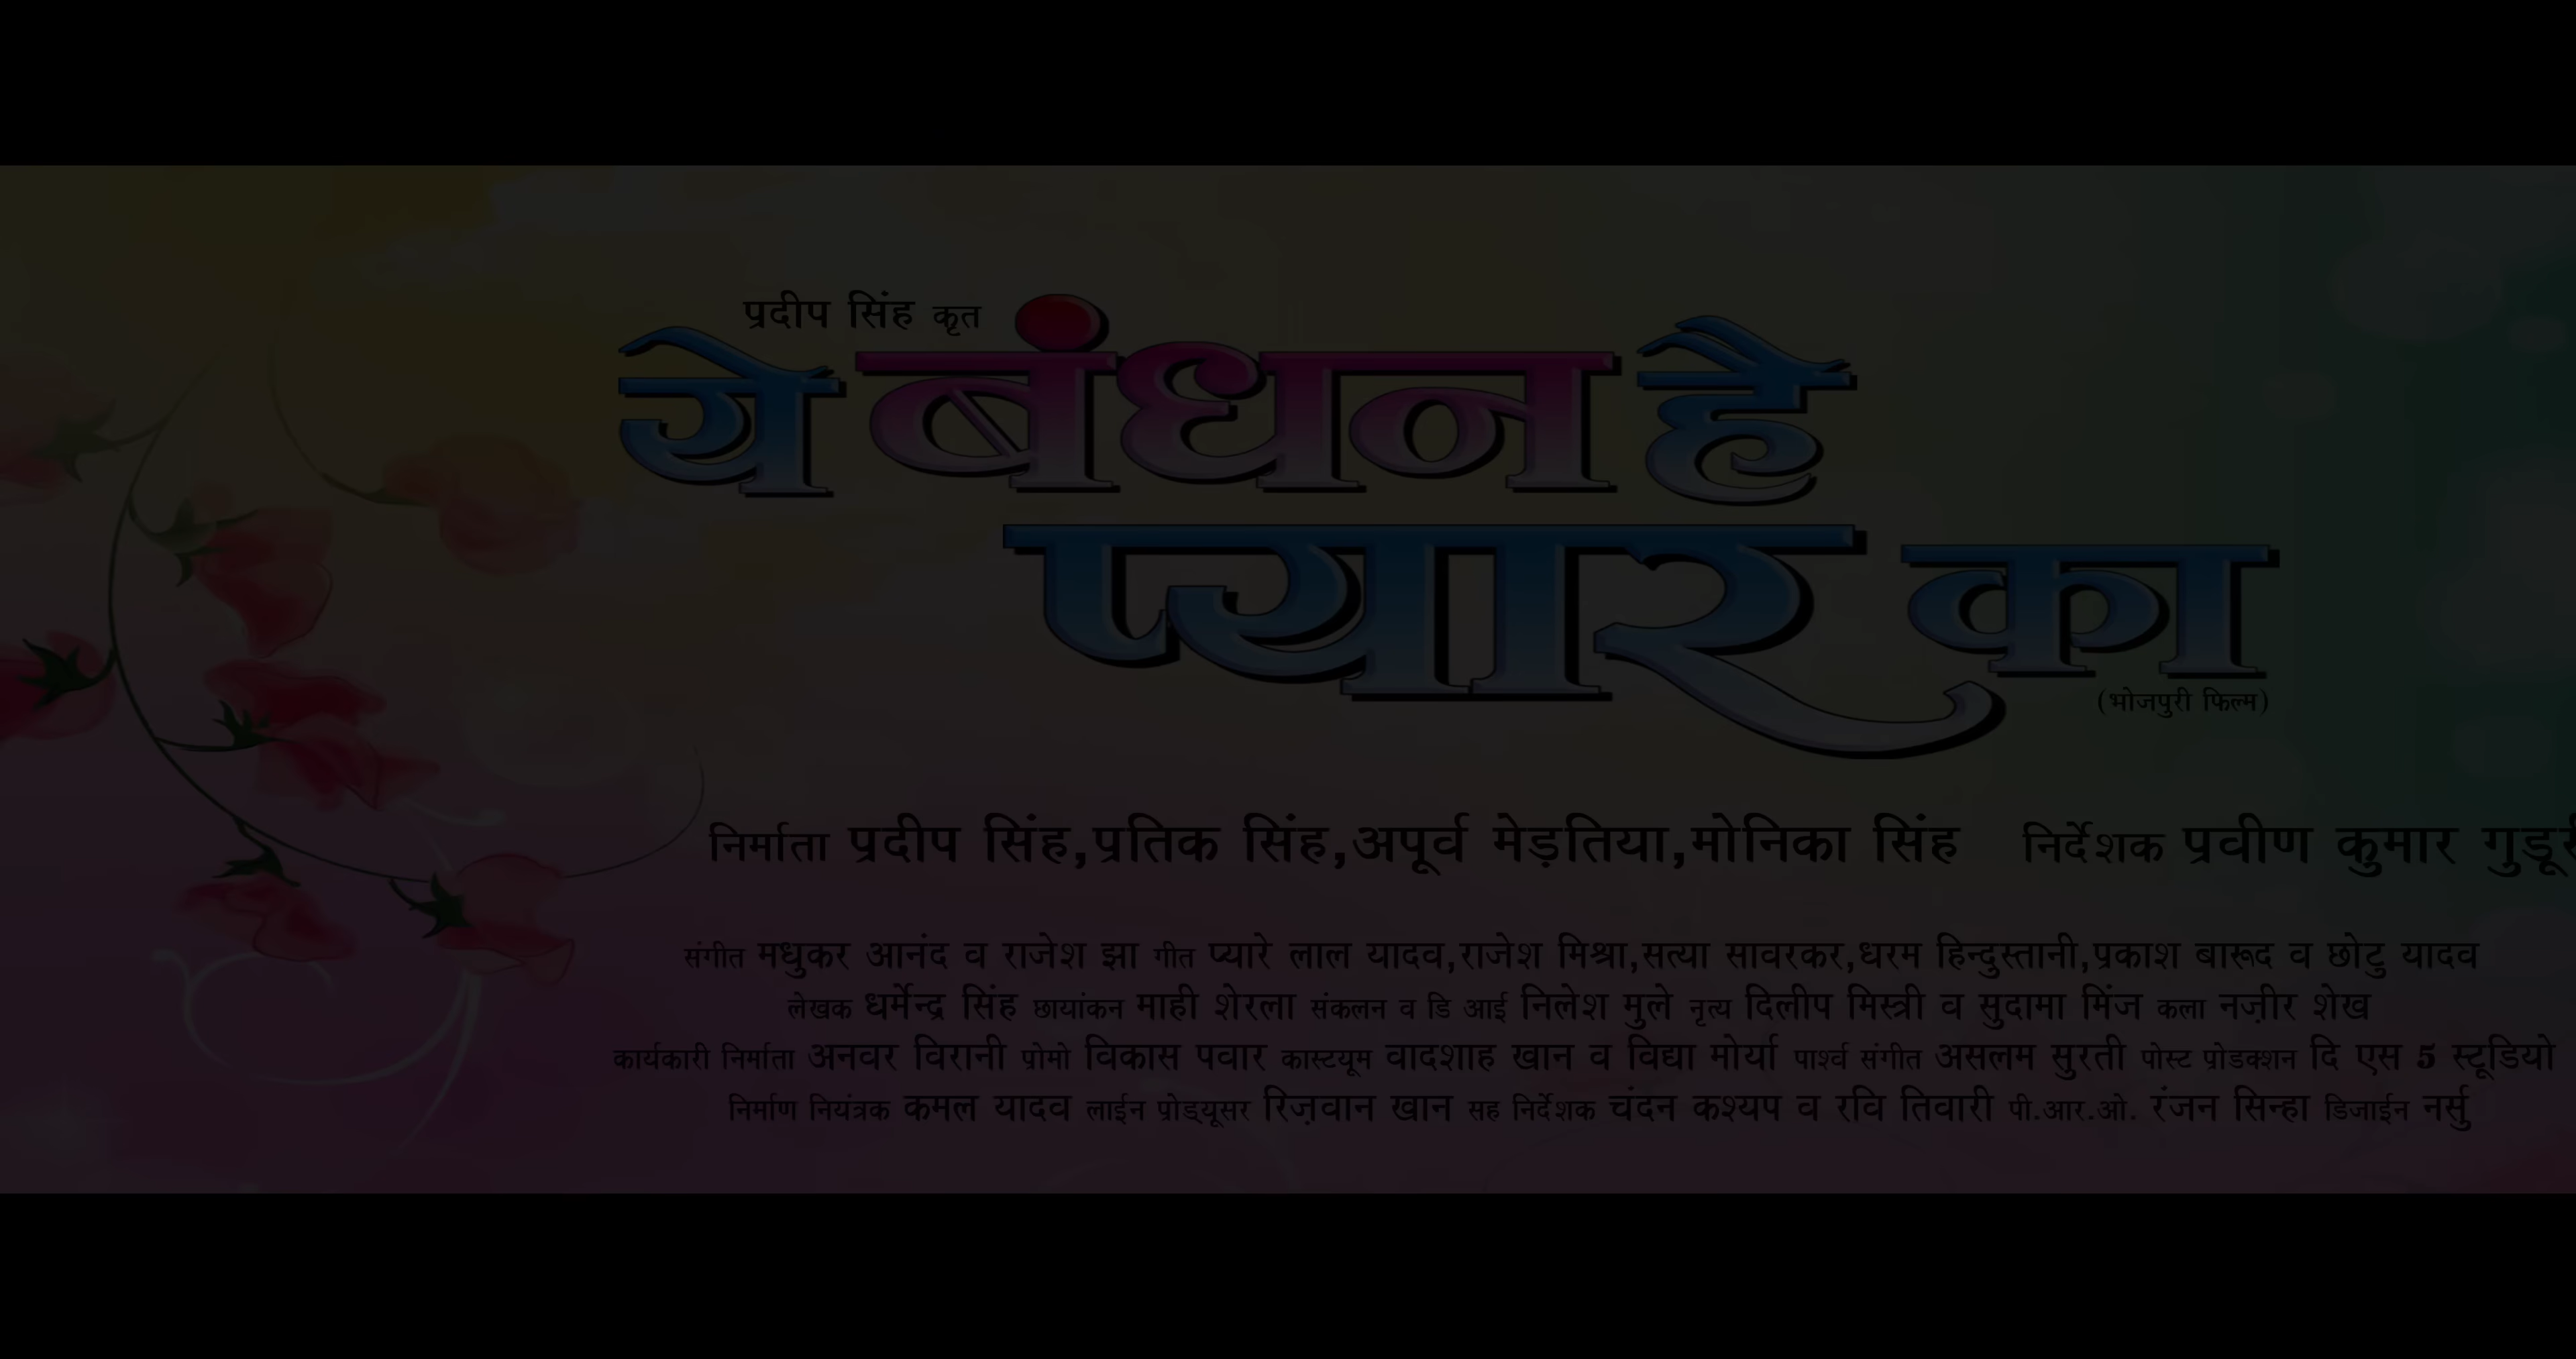 प्रदीप सिंह कृत
ये बंधन है
प्यार का
(भोजपुरी फिल्म)
निर्माता प्रदीप सिंह,प्रतिक सिंह,अपूर्व मेड़तिया,मोनिका सिंह निर्देशक प्रवीण कुमार
संगीत मधुकर आनंद व राजेश झा गीत प्यारे लाल यादव,राजेश मिश्रा,सत्या सावरकर,धरम हिन्दुस्तानी,प्रकाश बारूद व छोटु यादव
लेखक धर्मेन्द्र सिंह छायांकन माही शेरला संकलन व डि आई निलेश मुले नृत्य दिलीप मिस्त्री व सुदामा मिंज कला नज़ीर शेख
कार्यकारी निर्माता अनवर विरानी प्रोमो विकास पवार कास्टयूम वादशाह खान व विद्या मोर्या पार्श्व संगीत असलम सुरती पोस्ट प्रोडक्शन दि एस 5 स्टूडियो
निर्माण नियंत्रक कमल यादव लाईन प्रोड्यूसर रिज़वान खान सह निर्देशक चंदन कश्यप व रवि तिवारी पी.आर.ओ. रंजन सिन्हा डिजाईन नर्सु